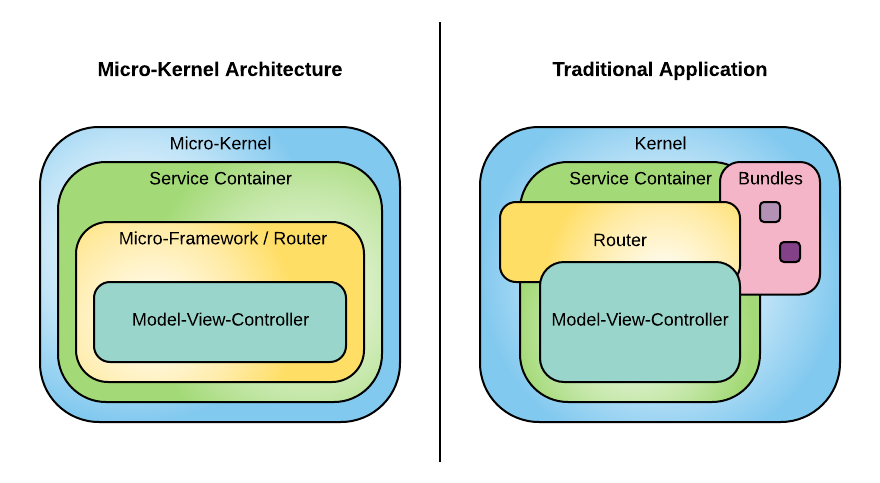 Micro-Kernel Architecture
Micro-Kernel
Service Container
Micro-Framework / Router
Model-View-Controller
Traditional Application
Kernel
Service Container
Bundles
Router
Model-View-Controller